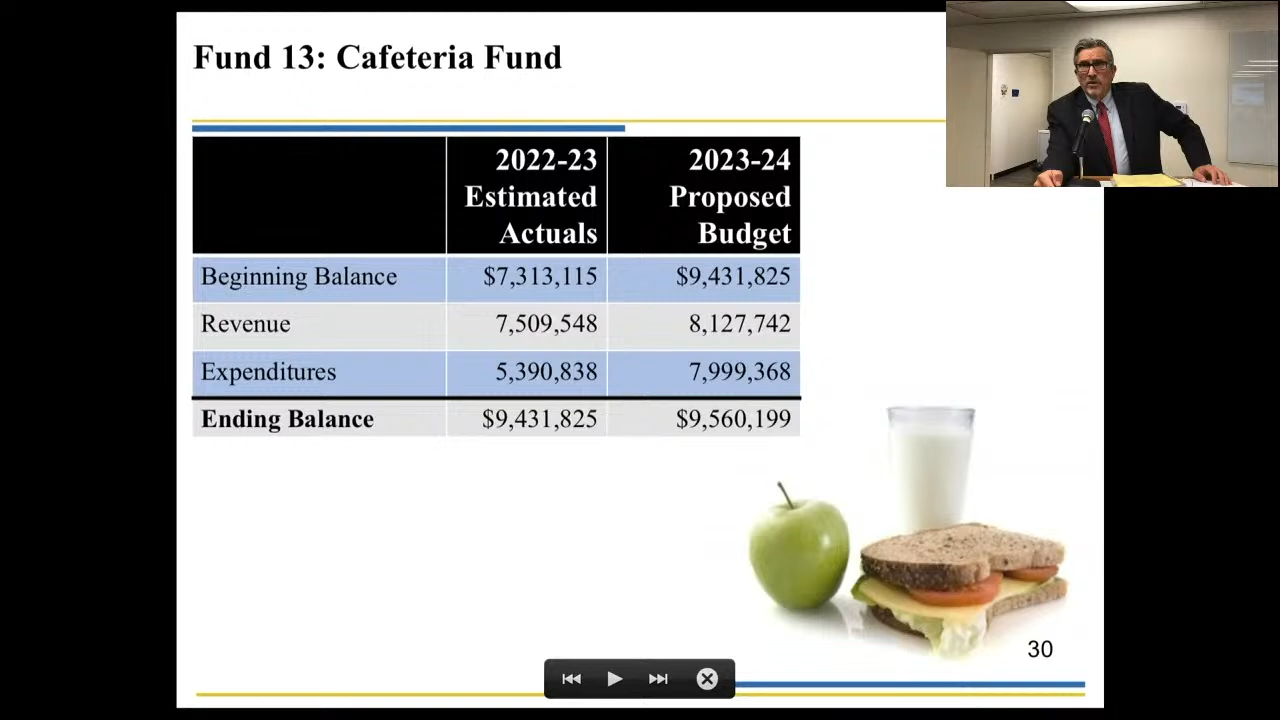 Fund 13: Cafeteria Fund
2022-23 Estimated Actuals 2023-24 Proposed Budget
Beginning Balance $7,313,115 $9,431,825
Revenue 7,509,548 8,127,742
Expenditures 5,390,838 7,999,368
Ending Balance $9,431,825 $9,560,199
30